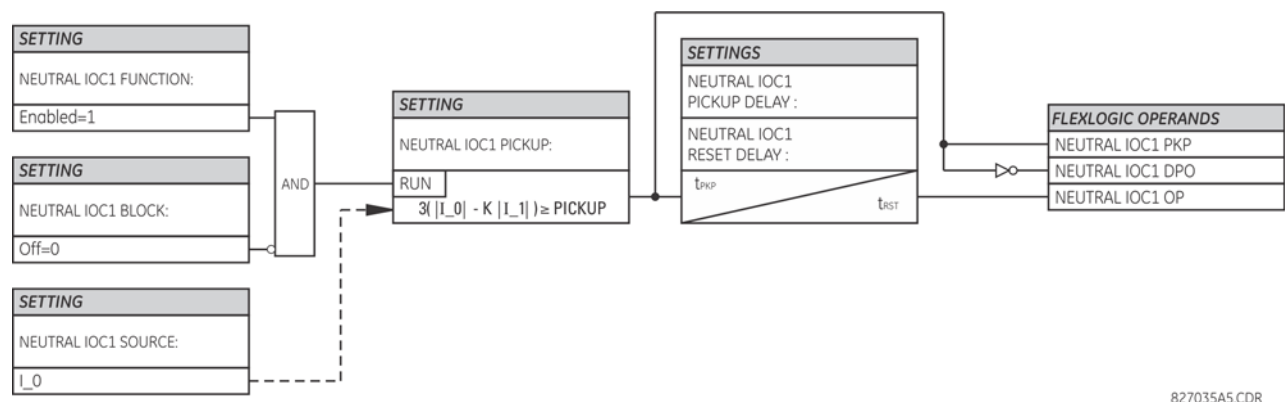 SETTING
NEUTRAL IOC1 FUNCTION:
Enabled=1
SETTING
NEUTRAL IOC1 BLOCK:
Off=0
SETTING
NEUTRAL IOC1 SOURCE:
I_0
AND
SETTING
NEUTRAL IOC1 PICKUP:
RUN
3( |I_0| - K |I_1| ) ≥ PICKUP
SETTINGS
NEUTRAL IOC1
PICKUP DELAY :
NEUTRAL IOC1
RESET DELAY :
tPKP
tRST
FLEXLOGIC OPERANDS
NEUTRAL IOC1 PKP
NEUTRAL IOC1 DPO
NEUTRAL IOC1 OP
827035A5.CDR